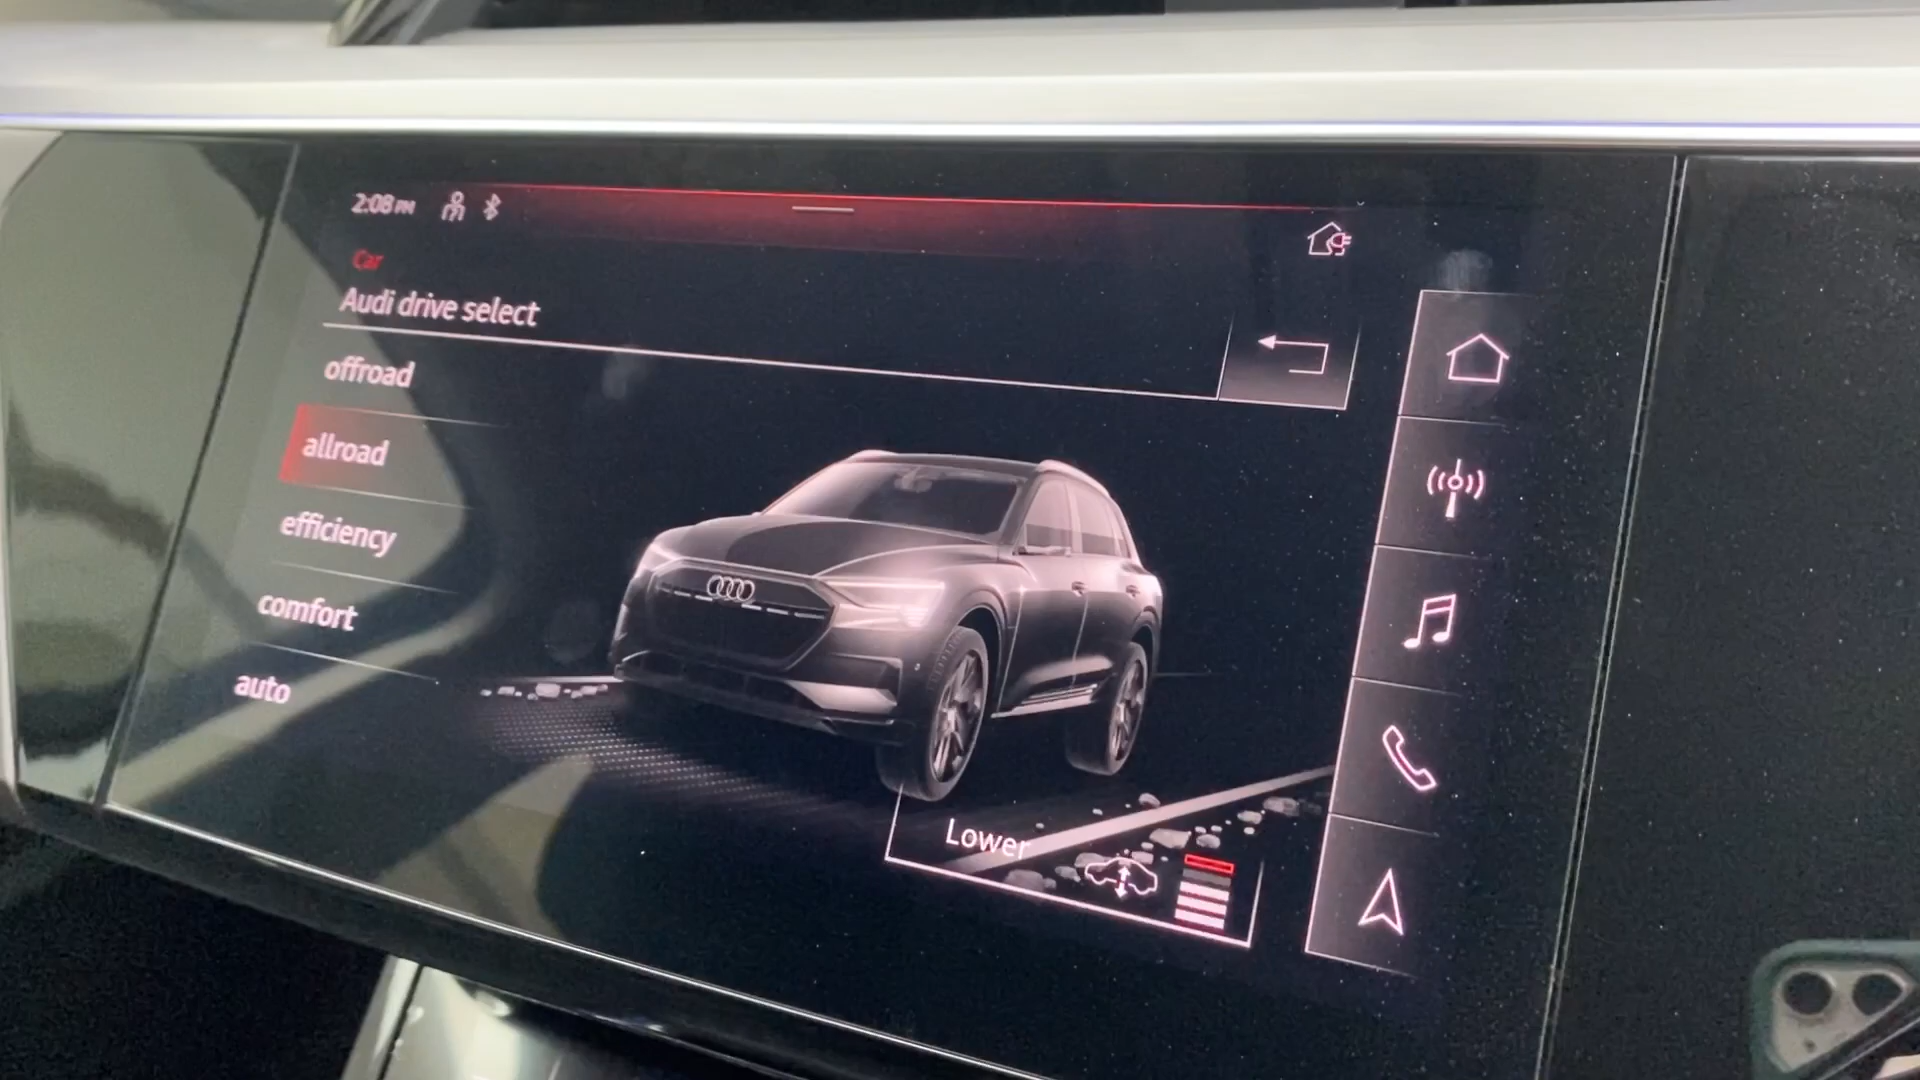 2:08 PM
Car
Audi drive select
offroad
allroad
efficiency
comfort
auto
Lower